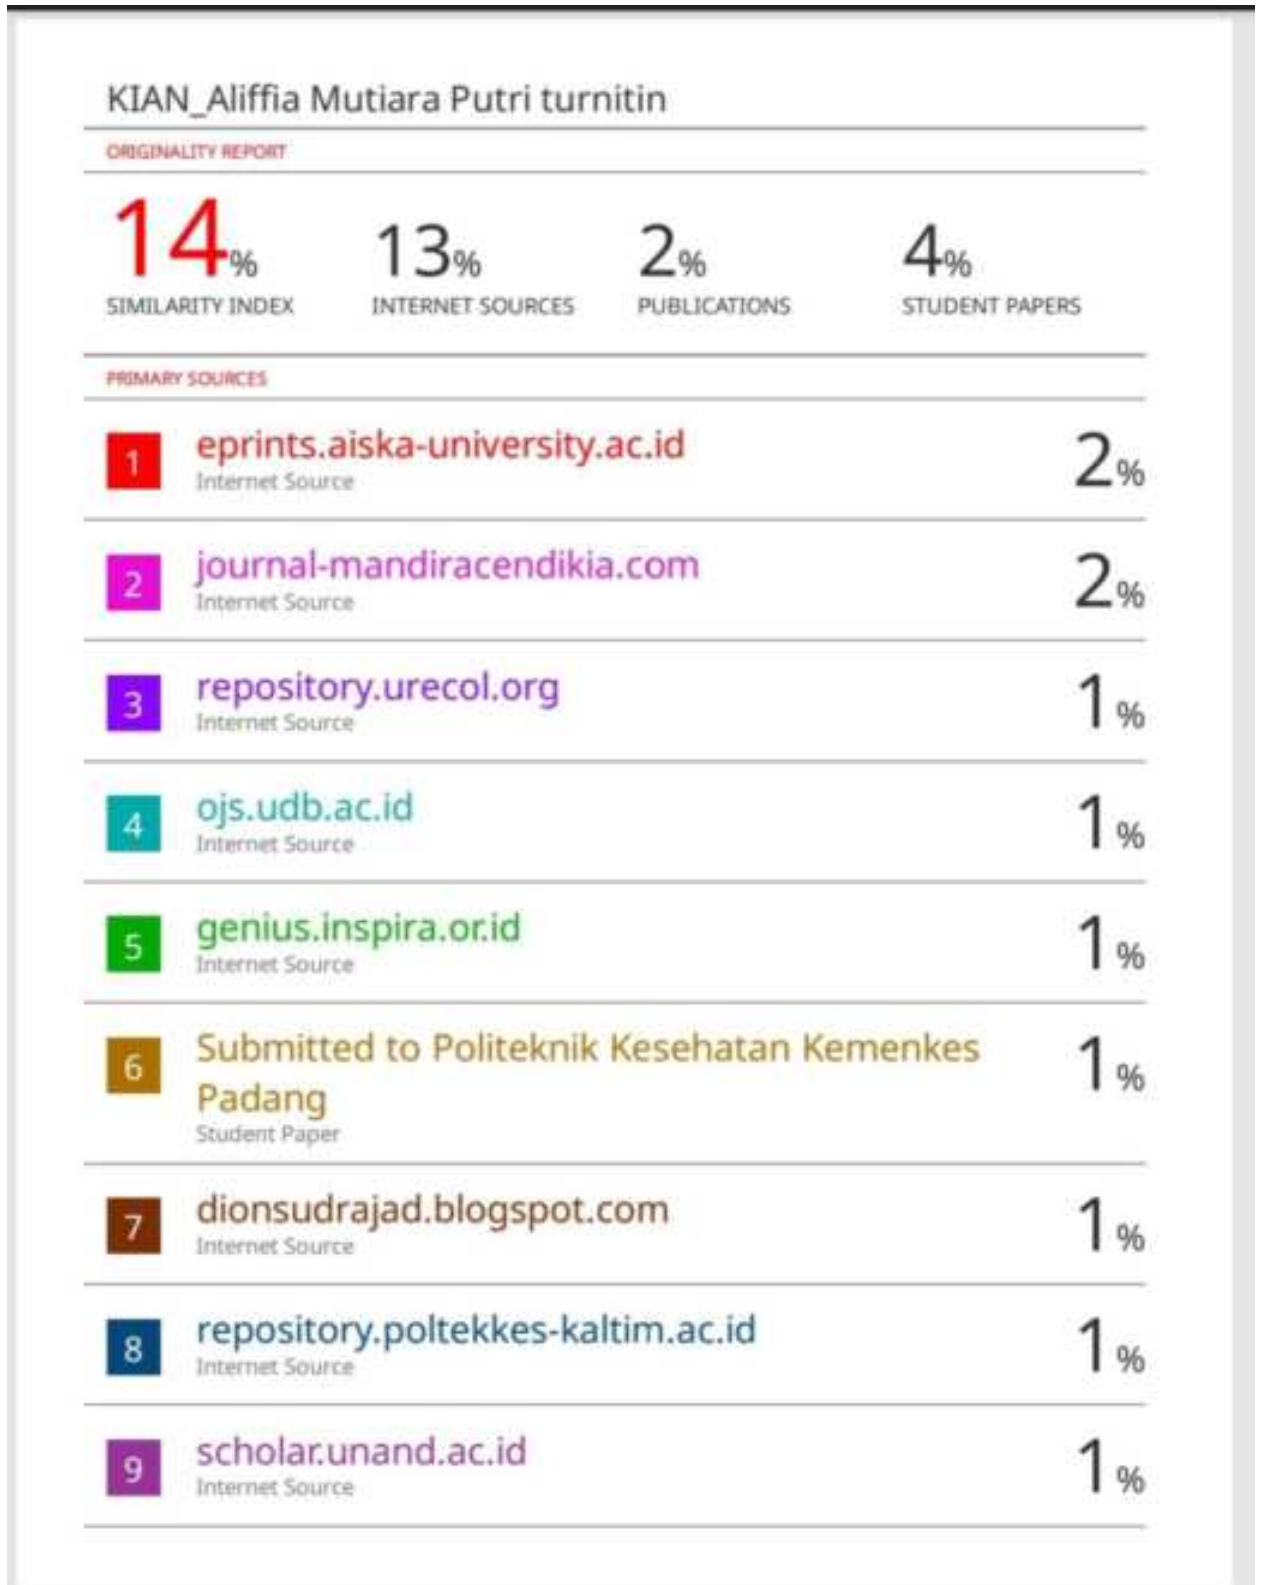 KIAN_Aliffia Mutiara Putri turnitin
ORIGINALITY REPORT
14% 13% 2% 4%
SIMILARITY INDEX INTERNET SOURCES PUBLICATIONS STUDENT PAPERS
PRIMARY SOURCES
1 eprints.aiska-university.ac.id 2%
Internet Source
2 journal-mandiracendikia.com 2%
Internet Source
3 repository.urecol.org 1%
Internet Source
4 ojs.udb.ac.id 1%
Internet Source
5 genius.inspira.or.id 1%
Internet Source
6 Submitted to Politeknik Kesehatan Kemenkes 1%
Padang
Student Paper
7 dionsudrajad.blogspot.com 1%
Internet Source
8 repository.poltekkes-kaltim.ac.id 1%
Internet Source
9 scholar.unand.ac.id 1%
Internet Source